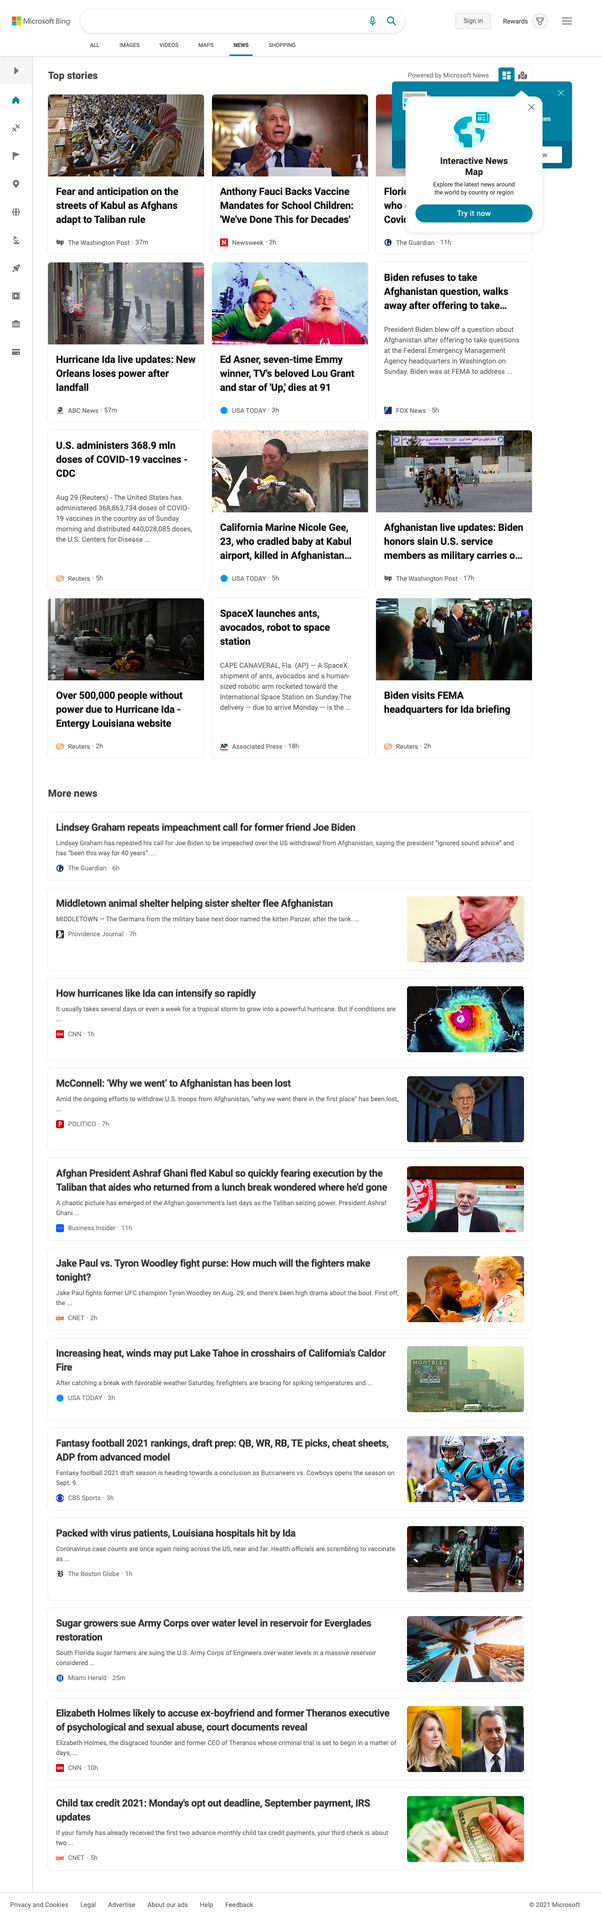 Microsoft Bing
Sign in
Rewards
ALL
IMAGES
VIDEOS
MAPS
NEWS
SHOPPING
Top stories
Powered by Microsoft News
Interactive News
Map
Explore the latest news around
the world by country or region
Try it now
Fear and anticipation on the
streets of Kabul as Afghans
adapt to Taliban rule
The Washington Post · 37m
Anthony Fauci Backs Vaccine
Mandates for School Children:
'We've Done This for Decades'
Newsweek · 2h
who
The Guardian · 11h
Hurricane Ida live updates: New
Orleans loses power after
landfall
ABC News · 57m
Ed Asner, seven-time Emmy
winner, TV's beloved Lou Grant
and star of 'Up,' dies at 91
USA TODAY · 3h
Biden refuses to take
Afghanistan question, walks
away after offering to take...
President Biden blew off a question about
Afghanistan after offering to take questions
at the Federal Emergency Management
Agency headquarters in Washington on
Sunday. Biden was at FEMA to address ...
FOX News · 5h
U.S. administers 368.9 mln
doses of COVID-19 vaccines -
CDC
Aug 29 (Reuters) - The United States has
administered 368,863,734 doses of COVID-
19 vaccines in the country as of Sunday
morning and distributed 440,028,085 doses,
the U.S. Centers for Disease ...
Reuters · 5h
California Marine Nicole Gee,
23, who cradled baby at Kabul
airport, killed in Afghanistan...
USA TODAY · 5h
Afghanistan live updates: Biden
honors slain U.S. service
members as military carries o...
The Washington Post · 17h
Over 500,000 people without
power due to Hurricane Ida -
Entergy Louisiana website
Reuters · 2h
SpaceX launches ants,
avocados, robot to space
station
CAPE CANAVERAL, Fla. (AP) — A SpaceX
shipment of ants, avocados and a human-
sized robotic arm rocketed toward the
International Space Station on Sunday.The
delivery — due to arrive Monday — is the ...
AP Associated Press · 18h
Biden visits FEMA
headquarters for Ida briefing
Reuters · 2h
More news
Lindsey Graham repeats impeachment call for former friend Joe Biden
Lindsey Graham has repeated his call for Joe Biden to be impeached over the US withdrawal from Afghanistan, saying the president "ignored sound advice" and
has "been this way for 40 years". ...
The Guardian · 6h
Middletown animal shelter helping sister shelter flee Afghanistan
MIDDLETOWN — The Germans from the military base next door named the kitten Panzer, after the tank. ...
Providence Journal · 7h
How hurricanes like Ida can intensify so rapidly
It usually takes several days or even a week for a tropical storm to grow into a powerful hurricane. But if conditions are
...
CNN · 1h
McConnell: 'Why we went' to Afghanistan has been lost
Amid the ongoing efforts to withdraw U.S. troops from Afghanistan, "why we went there in the first place" has been lost,
...
POLITICO · 7h
Afghan President Ashraf Ghani fled Kabul so quickly fearing execution by the
Taliban that aides who returned from a lunch break wondered where he'd gone
A chaotic picture has emerged of the Afghan government's last days as the Taliban seizing power. President Ashraf
Ghani ...
Business Insider · 11h
Jake Paul vs. Tyron Woodley fight purse: How much will the fighters make
tonight?
Jake Paul fights former UFC champion Tyron Woodley on Aug. 29, and there's been high drama about the bout. First off,
the ...
CNET · 2h
Increasing heat, winds may put Lake Tahoe in crosshairs of California's Caldor
Fire
After catching a break with favorable weather Saturday, firefighters are bracing for spiking temperatures and ...
USA TODAY · 3h
MONTBLEU
Fantasy football 2021 rankings, draft prep: QB, WR, RB, TE picks, cheat sheets,
ADP from advanced model
Fantasy football 2021 draft season is heading towards a conclusion as Buccaneers vs. Cowboys opens the season on
Sept. 9.
CBS Sports · 3h
Packed with virus patients, Louisiana hospitals hit by Ida
Coronavirus case counts are once again rising across the US, near and far. Health officials are scrambling to vaccinate
as ...
The Boston Globe · 1h
Sugar growers sue Army Corps over water level in reservoir for Everglades
restoration
South Florida sugar farmers are suing the U.S. Army Corps of Engineers over water levels in a massive reservoir
considered ...
Miami Herald · 25m
Elizabeth Holmes likely to accuse ex-boyfriend and former Theranos executive
of psychological and sexual abuse, court documents reveal
Elizabeth Holmes, the disgraced founder and former CEO of Theranos whose criminal trial is set to begin in a matter of
days, ...
CNN · 10h
Child tax credit 2021: Monday's opt out deadline, September payment, IRS
updates
If your family has already received the first two advance monthly child tax credit payments, your third check is about
two ...
CNET · 5h
Privacy and Cookies
Legal
Advertise
About our ads
Help
Feedback
© 2021 Microsoft